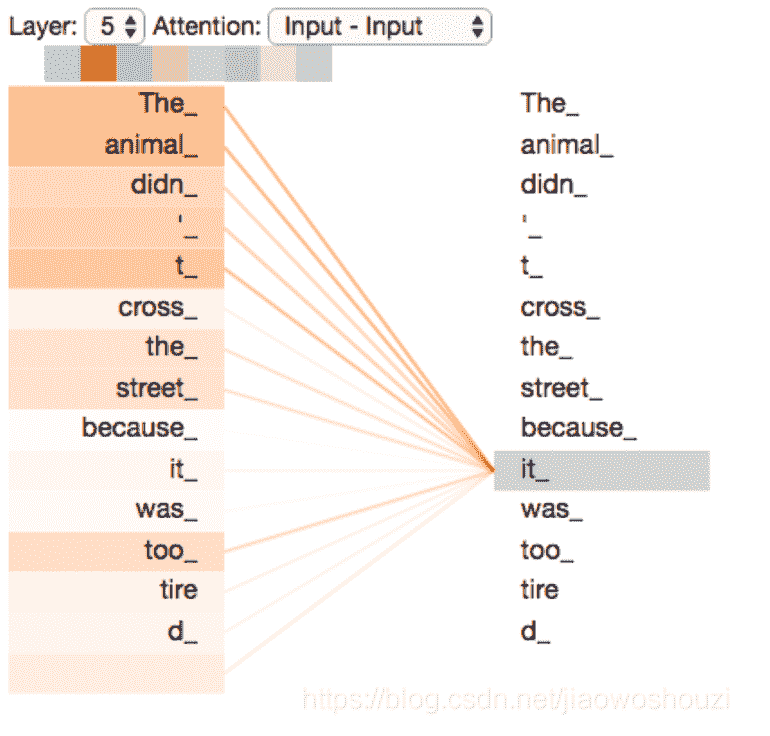 Layer: 5 Attention: Input - Input
The_ The_
animal_ animal_
didn_ didn_
'_ '_
t_ t_
cross_ cross_
the_ the_
street_ street_
because_ because_
it_ it_
was_ was_
too_ too_
tire tire
d_ d_
https://blog.csdn.net/jiaowoshouzi